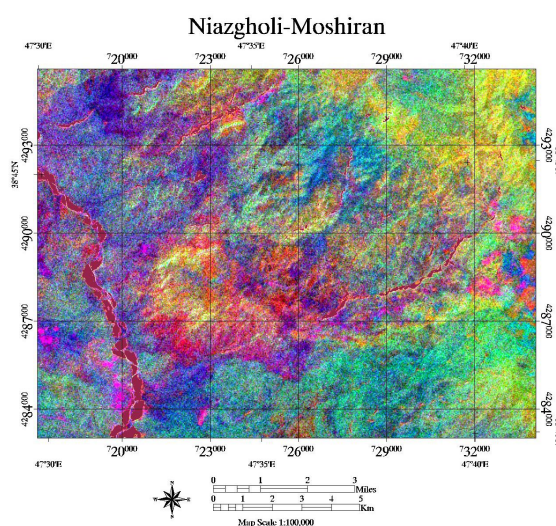 Niazgholi-Moshiran
47°30'E 47°35'E 47°40'E
720000 723000 726000 729000 732000
4293000 4293000
38°45'N
4290000 4290000
4287000 4287000
4284000 4284000
720000 723000 726000 729000 732000
47°30'E 47°35'E 47°40'E
N
W E
S
0 1 2 3
Miles
0 1 2 3 4 5
Km
Map Scale 1:100,000